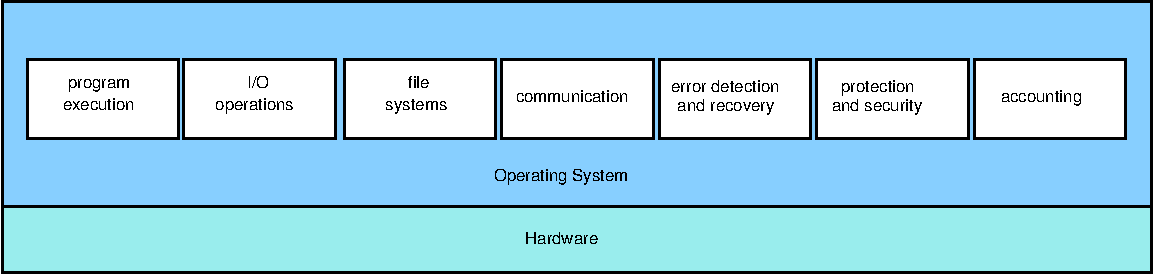 program
execution
I/O
operations
file
systems
communication
error detection
and recovery
protection
and security
accounting
Operating System
Hardware